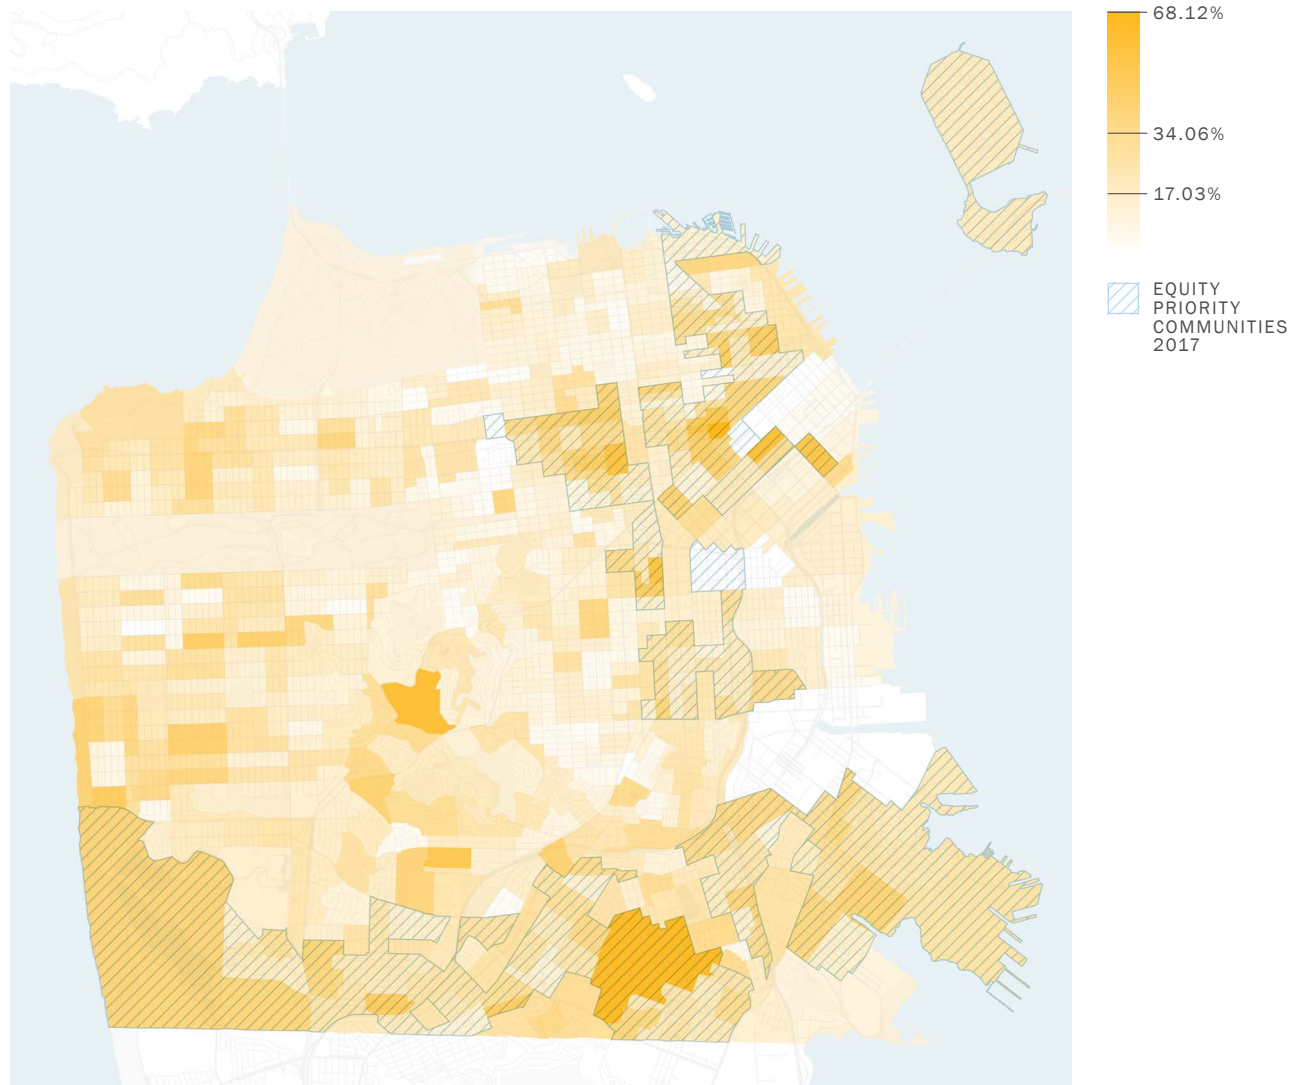 68.12%
34.06%
17.03%
EQUITY
PRIORITY
COMMUNITIES
2017